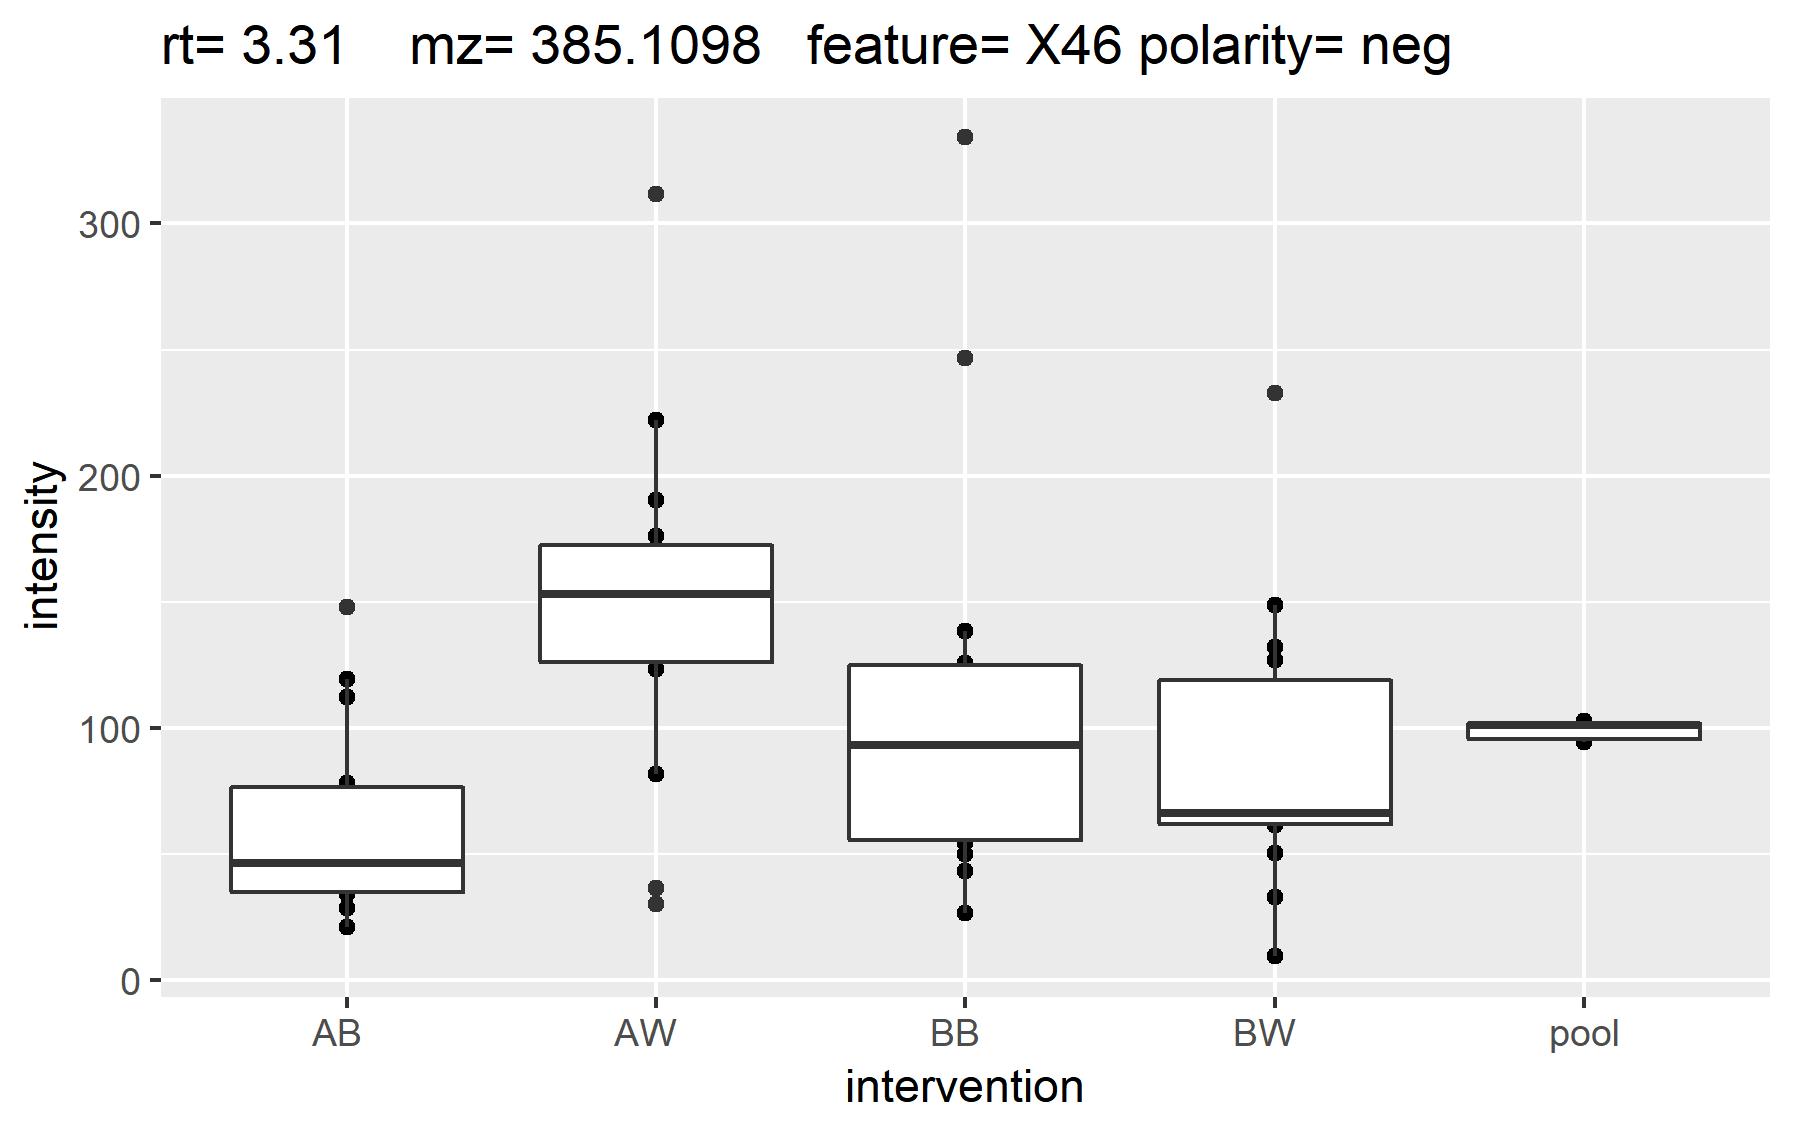 rt= 3.31 mz= 385.1098 feature= X46 polarity= neg
intensity
300
200
100
0
AB AW BB BW pool
intervention